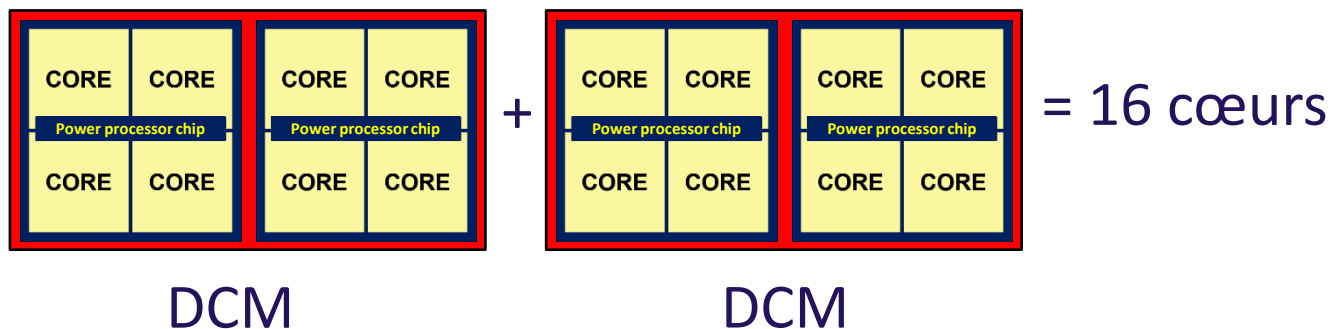 CORE CORE CORE CORE CORE CORE CORE CORE
Power processor chip Power processor chip + Power processor chip Power processor chip = 16 cœurs
CORE CORE CORE CORE CORE CORE CORE CORE
DCM DCM